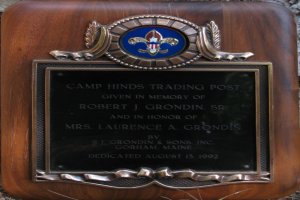 CAMP HINDS TRADING POST
GIVEN IN MEMORY OF
ROBERT J. GRONDIN, SR.
AND IN HONOR OF
MRS. LAURENCE A. GRONDIN
BY
R.J. GRONDIN & SONS, INC.
GORHAM, MAINE
DEDICATED AUGUST 15, 1992